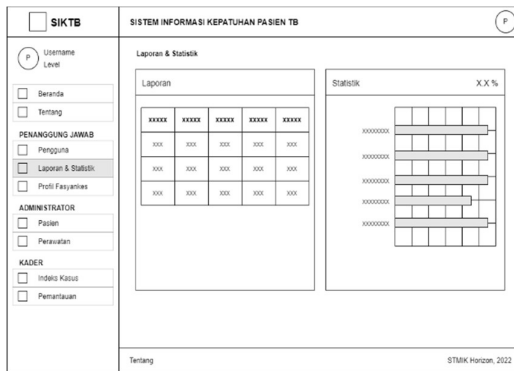 SIKTB
SISTEM INFORMASI KEPATUHAN PASIEN TB
P
P
Username
Level
Beranda
Tentang
PENANGGUNG JAWAB
Pengguna
Laporan & Statistik
Profil Fasyankes
ADMINISTRATOR
Pasien
Perawatan
KADER
Indeks Kasus
Pemantauan
Laporan & Statistik
Laporan
xxxxx xxxxx xxxxx xxxxx xxxxx
xxx xxx xxx xxx xxx
xxx xxx xxx xxx xxx
xxx xxx xxx xxx xxx
Statistik X.X %
xxxxxxxx
xxxxxxxx
xxxxxxxx
xxxxxxxx
xxxxxxxx
Tentang STMIK Horizon, 2022